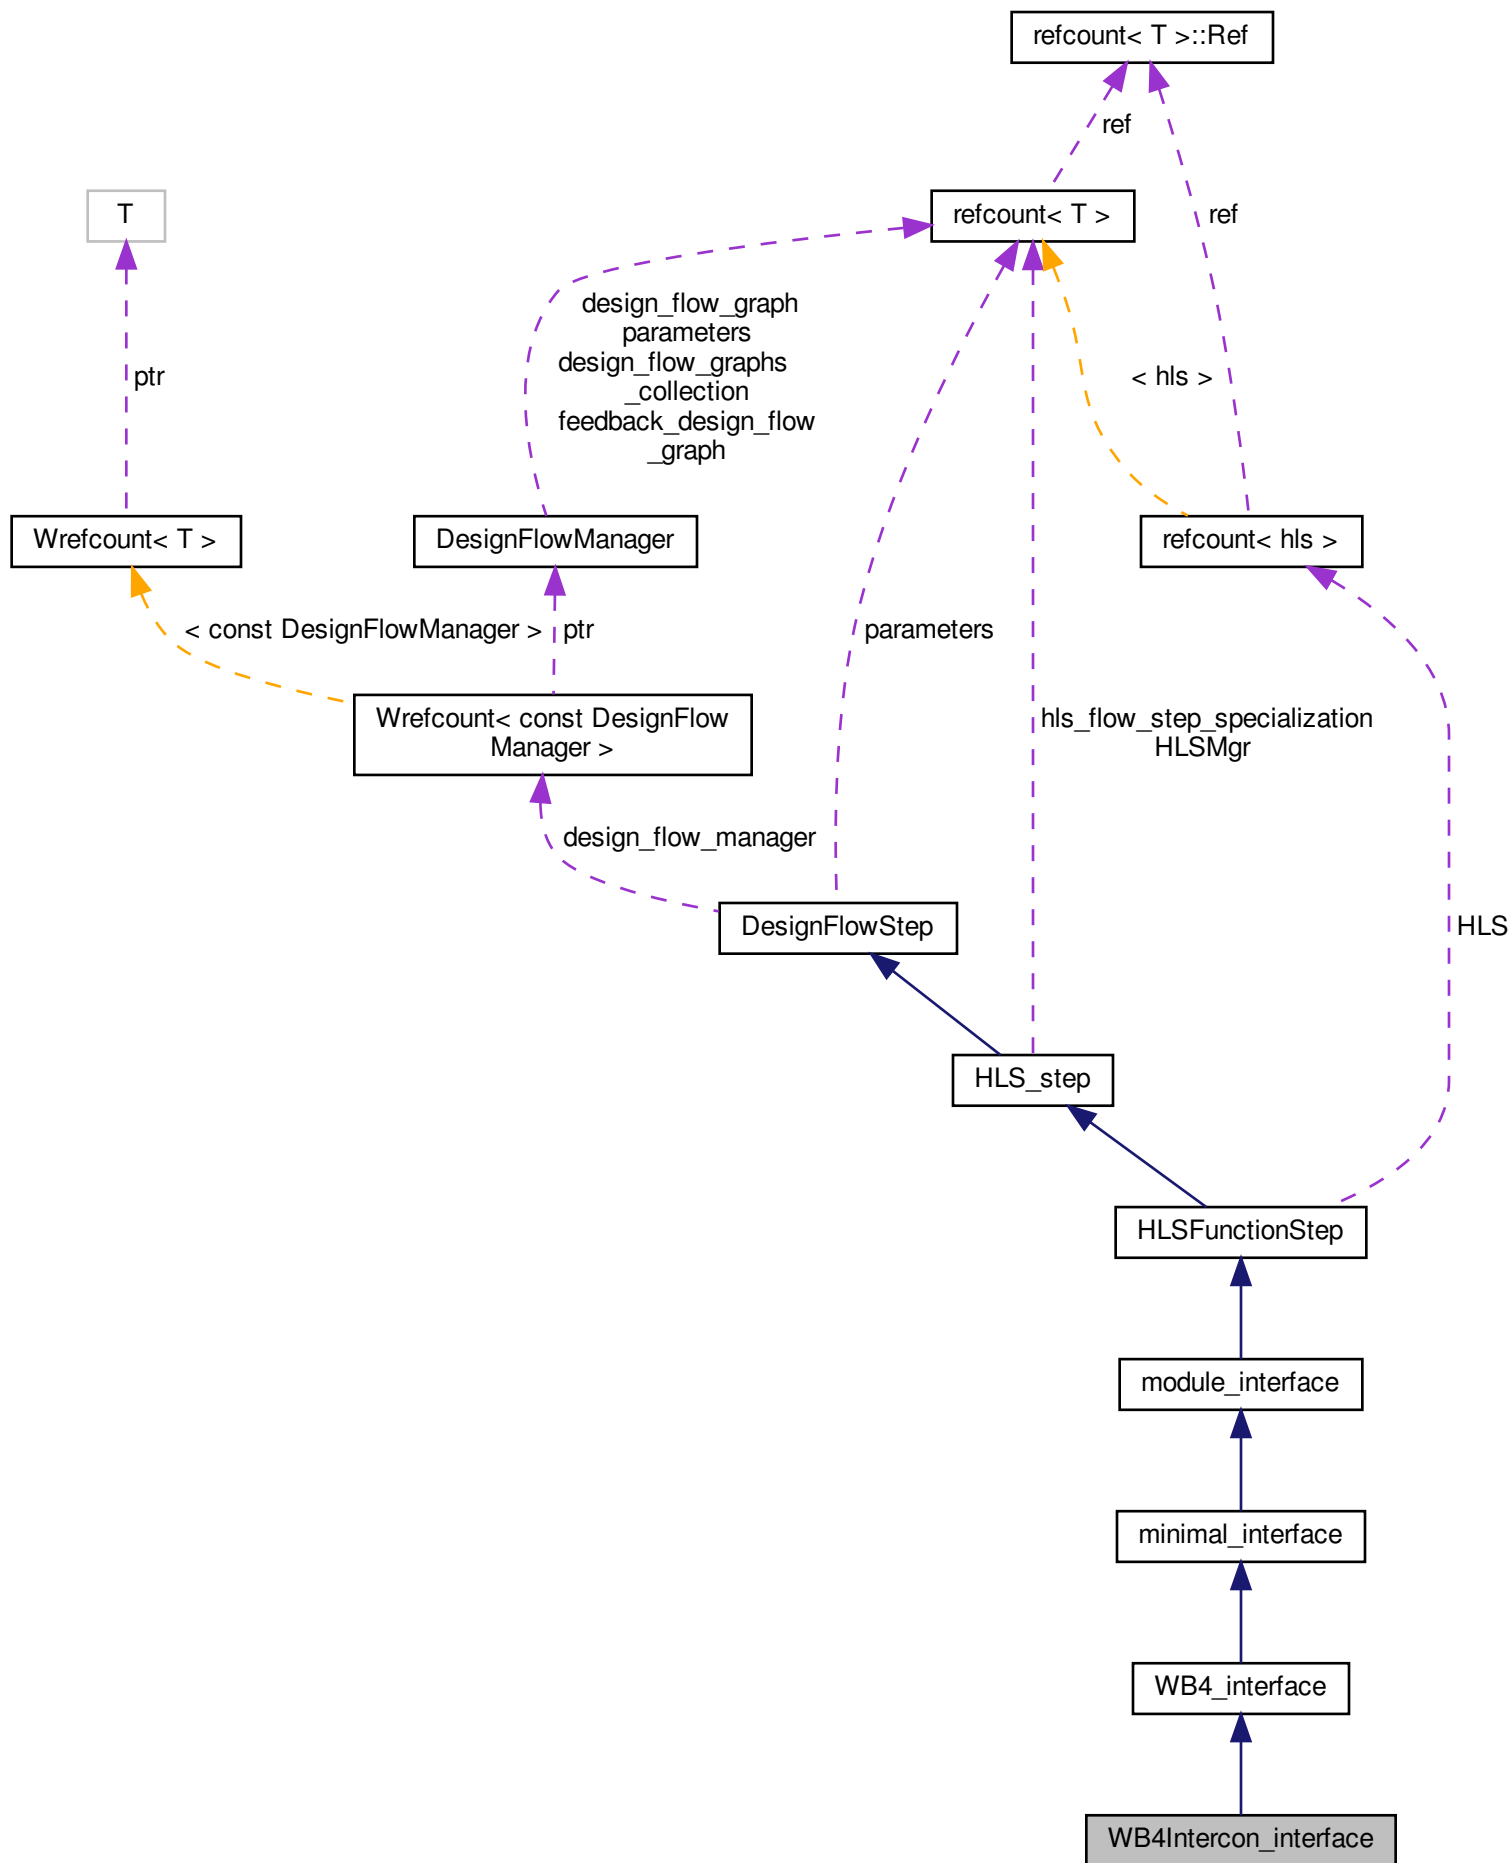 refcount< T >::Ref
ref
T
refcount< T >
ref
design_flow_graph
parameters
design_flow_graphs
_collection
feedback_design_flow
_graph
ptr
< hls >
Wrefcount< T >
DesignFlowManager
refcount< hls >
< const DesignFlowManager >
ptr
parameters
Wrefcount< const DesignFlow
Manager >
hls_flow_step_specialization
HLSMgr
design_flow_manager
DesignFlowStep
HLS
HLS_step
HLSFunctionStep
module_interface
minimal_interface
WB4_interface
WB4Intercon_interface